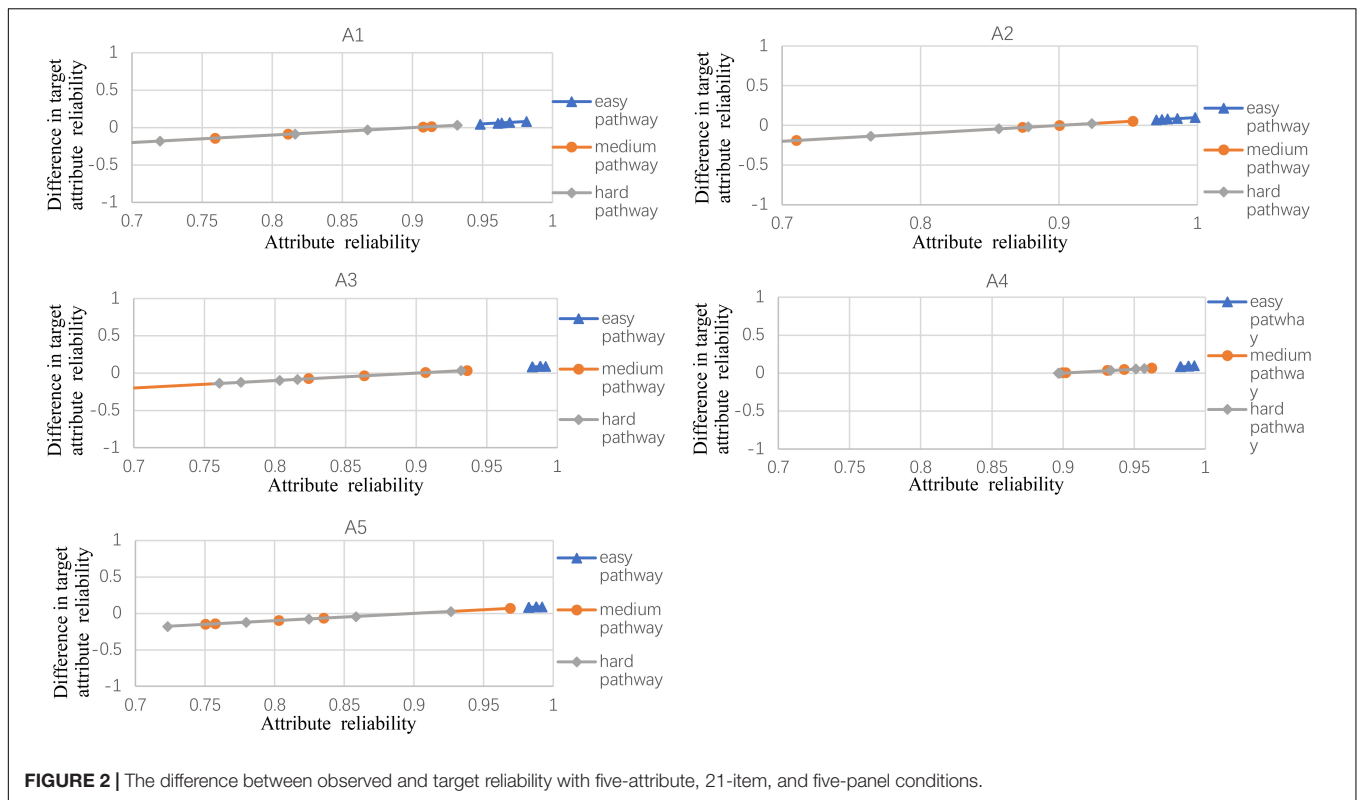 A1
Difference in target
attribute reliability
1
0.5
0
-0.5
-1
0.7 0.75 0.8 0.85 0.9 0.95 1
Attribute reliability
easy
pathway
medium
pathway
hard
pathway
A2
Difference in target
attribute reliability
1
0.5
0
-0.5
-1
0.7 0.8 0.9 1
Attribute reliability
easy
pathway
medium
pathway
hard
pathway
A3
Difference in target
attribute reliability
1
0.5
0
-0.5
-1
0.7 0.75 0.8 0.85 0.9 0.95 1
Attribute reliability
easy
pathway
medium
pathway
hard
pathway
A4
Difference in target
attribute reliability
1
0.5
0
-0.5
-1
0.7 0.75 0.8 0.85 0.9 0.95 1
Attribute reliability
easy
patwha
y
medium
pathwa
y
hard
pathwa
y
A5
Difference in target
attribute reliability
1
0.5
0
-0.5
-1
0.7 0.75 0.8 0.85 0.9 0.95 1
Attribute reliability
easy
pathway
medium
pathway
hard
pathway
FIGURE 2 | The difference between observed and target reliability with five-attribute, 21-item, and five-panel conditions.